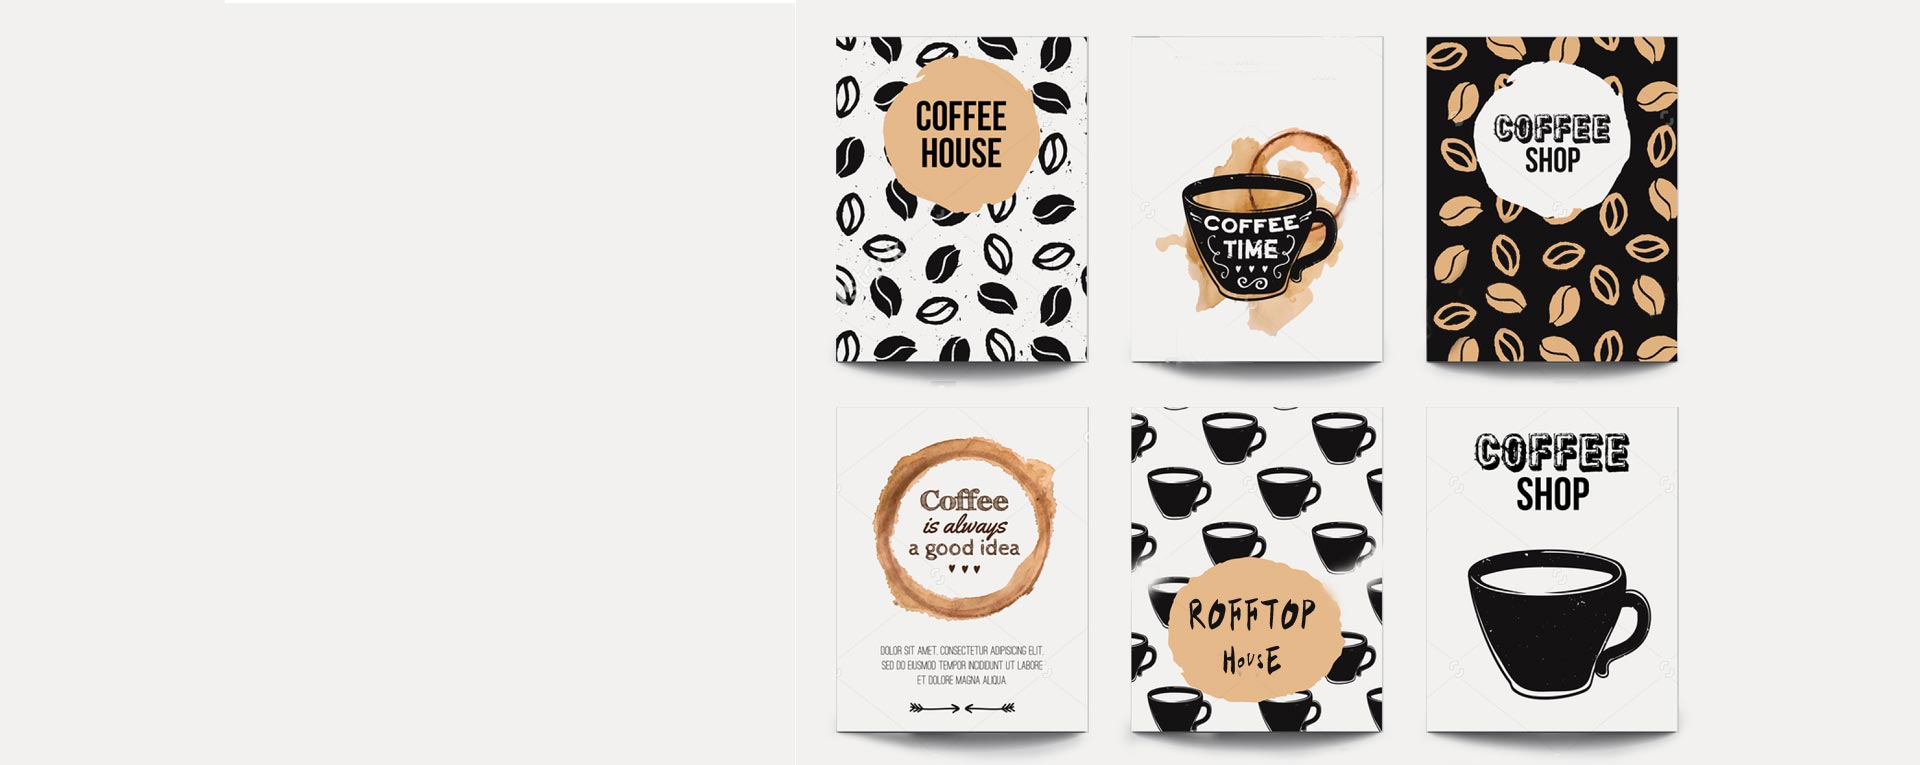 COFFEE
HOUSE
COFFEE
TIME
COFFEE
SHOP
Coffee
is always
a good idea
DOLOR SIT AMET, CONSECTETUR ADIPISCING ELIT,
SED DO EIUSMOD TEMPOR INCIDIDUNT UT LABORE
ET DOLORE MAGNA ALIQUA.
ROFFTOP
HousE
COFFEE
SHOP